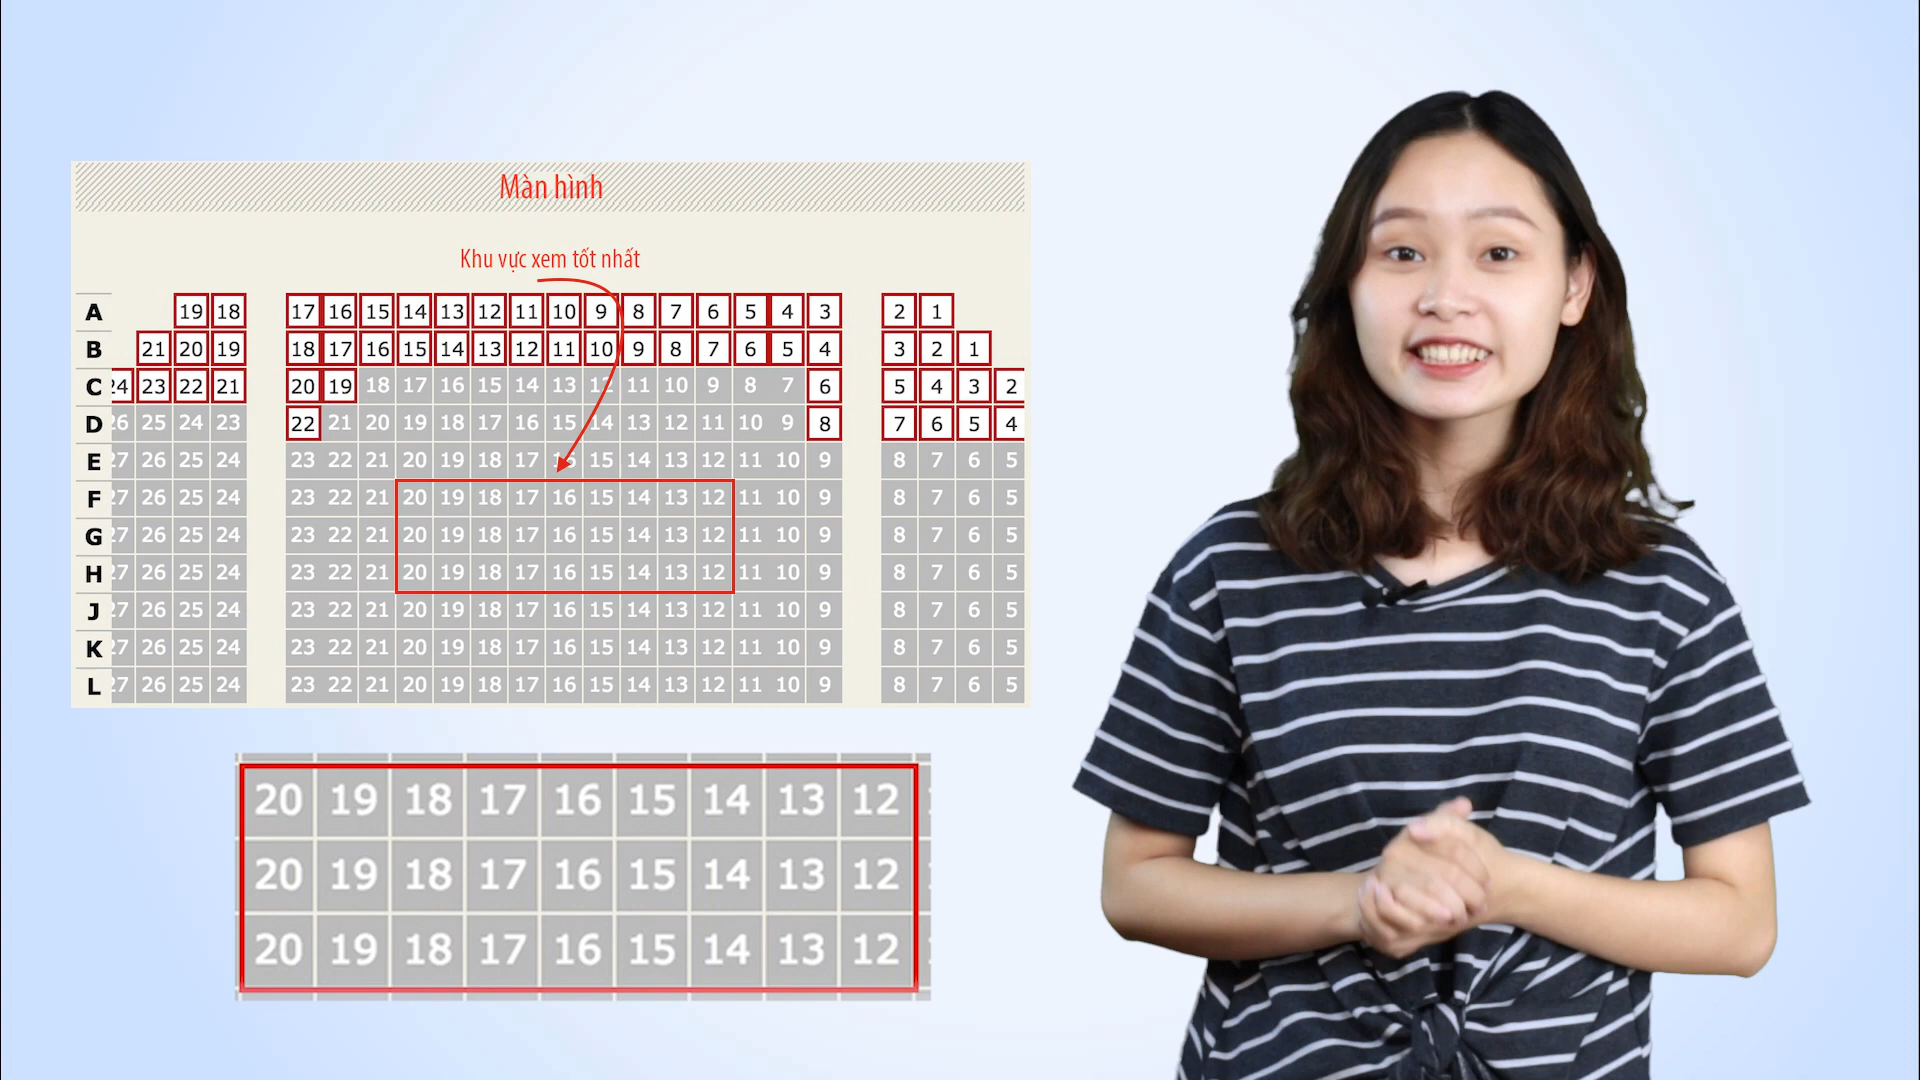 Màn hình
Khu vực xem tốt nhất
A 19 18 17 16 15 14 13 12 11 10 9 8 7 6 5 4 3 2 1
B 21 20 19 18 17 16 15 14 13 12 11 10 9 8 7 6 5 4 3 2 1
C 24 23 22 21 20 19 18 17 16 15 14 13 12 11 10 9 8 7 6 5 4 3 2
D 26 25 24 23 22 21 20 19 18 17 16 15 14 13 12 11 10 9 8 7 6 5 4
E 27 26 25 24 23 22 21 20 19 18 17 16 15 14 13 12 11 10 9 8 7 6 5
F 27 26 25 24 23 22 21 20 19 18 17 16 15 14 13 12 11 10 9 8 7 6 5
G 27 26 25 24 23 22 21 20 19 18 17 16 15 14 13 12 11 10 9 8 7 6 5
H 27 26 25 24 23 22 21 20 19 18 17 16 15 14 13 12 11 10 9 8 7 6 5
J 27 26 25 24 23 22 21 20 19 18 17 16 15 14 13 12 11 10 9 8 7 6 5
K 27 26 25 24 23 22 21 20 19 18 17 16 15 14 13 12 11 10 9 8 7 6 5
L 27 26 25 24 23 22 21 20 19 18 17 16 15 14 13 12 11 10 9 8 7 6 5
20 19 18 17 16 15 14 13 12
20 19 18 17 16 15 14 13 12
20 19 18 17 16 15 14 13 12